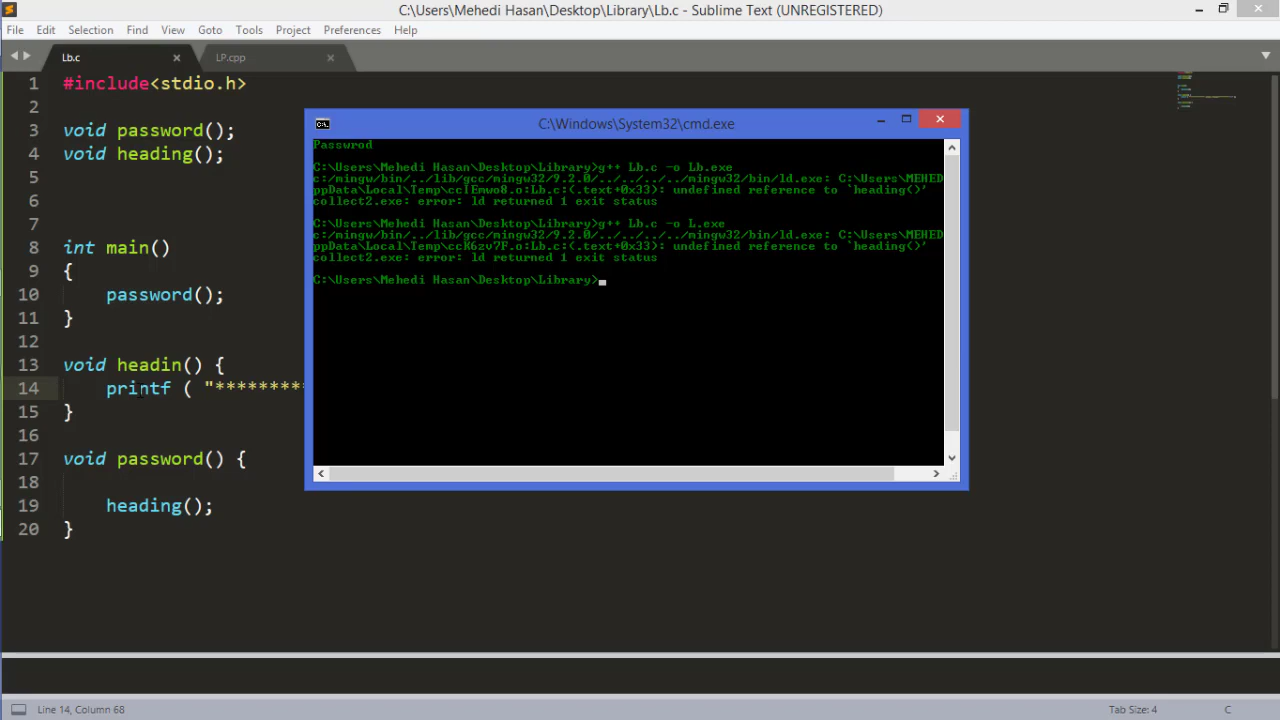 C:\Users\Mehedi Hasan\Desktop\Library\Lb.c - Sublime Text (UNREGISTERED)
File Edit Selection Find View Goto Tools Project Preferences Help
Lb.c LP.cpp
1 #include<stdio.h>
2
3 void password();
4 void heading();
5
6
7
8 int main()
9 {
10 password();
11 }
12
13 void headin() {
14 printf ( "*********
15 }
16
17 void password() {
18
19 heading();
20 }
C:\Windows\System32\cmd.exe
Passwrod
C:\Users\Mehedi Hasan\Desktop\Library>g++ Lb.c -o Lb.exe
c:/mingw/bin/../lib/gcc/mingw32/9.2.0/../../../../mingw32/bin/ld.exe: C:\Users\MEHED
ppData\Local\Temp\ccIEmwo8.o:Lb.c:(.text+0x33): undefined reference to `heading()'
collect2.exe: error: ld returned 1 exit status
C:\Users\Mehedi Hasan\Desktop\Library>g++ Lb.c -o L.exe
c:/mingw/bin/../lib/gcc/mingw32/9.2.0/../../../../mingw32/bin/ld.exe: C:\Users\MEHED
ppData\Local\Temp\ccK6zv7F.o:Lb.c:(.text+0x33): undefined reference to `heading()'
collect2.exe: error: ld returned 1 exit status
C:\Users\Mehedi Hasan\Desktop\Library>
Line 14, Column 68 Tab Size: 4 C